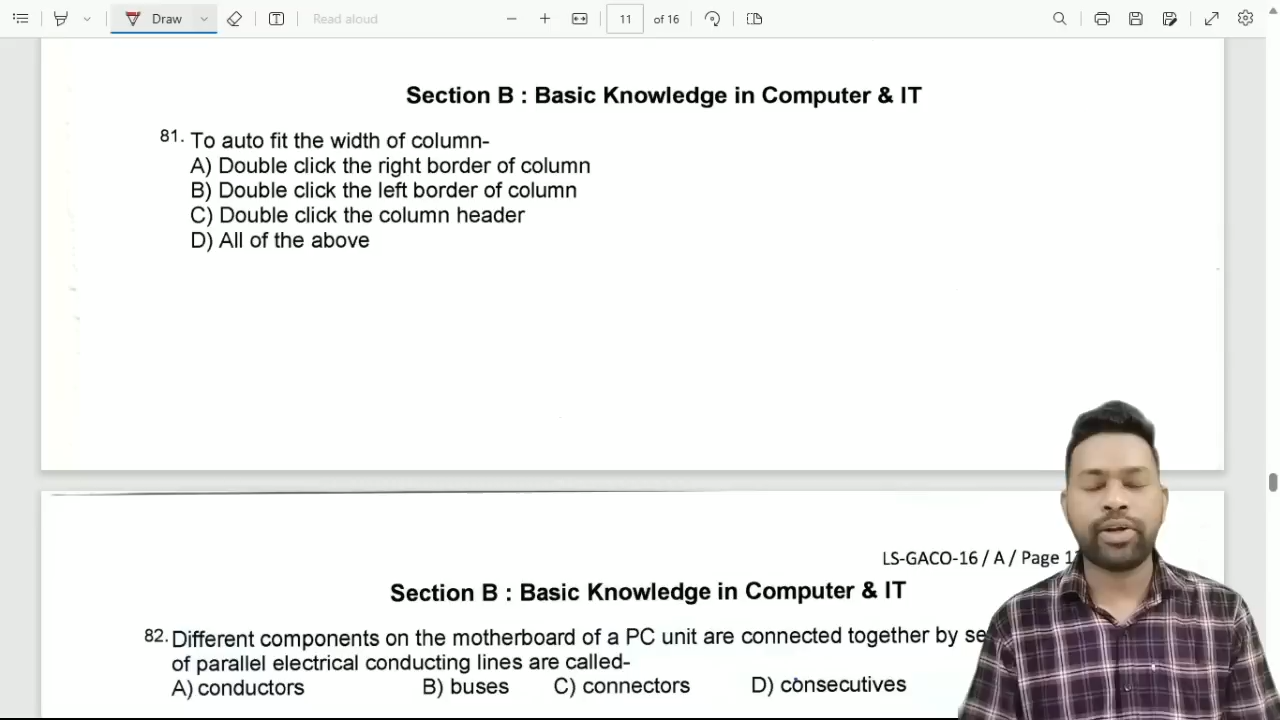 Draw
Read aloud
11 of 16
Section B : Basic Knowledge in Computer & IT
81. To auto fit the width of column-
A) Double click the right border of column
B) Double click the left border of column
C) Double click the column header
D) All of the above
LS-GACO-16 / A / Page
Section B : Basic Knowledge in Computer & IT
82. Different components on the motherboard of a PC unit are connected together by
of parallel electrical conducting lines are called-
A) conductors B) buses C) connectors D) consecutives